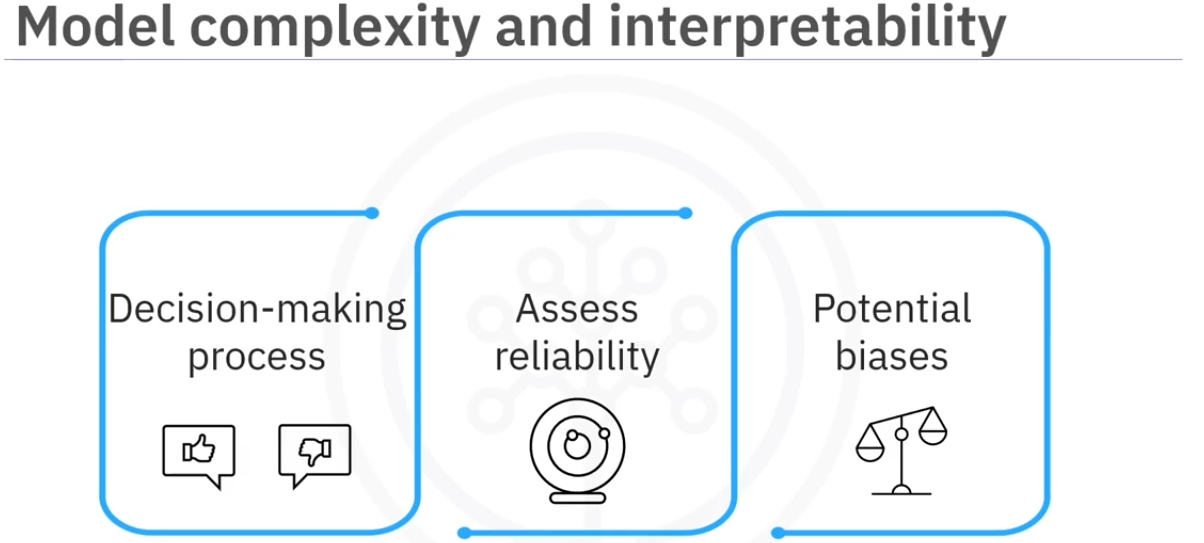 Model complexity and interpretability
Decision-making
process
Assess
reliability
Potential
biases